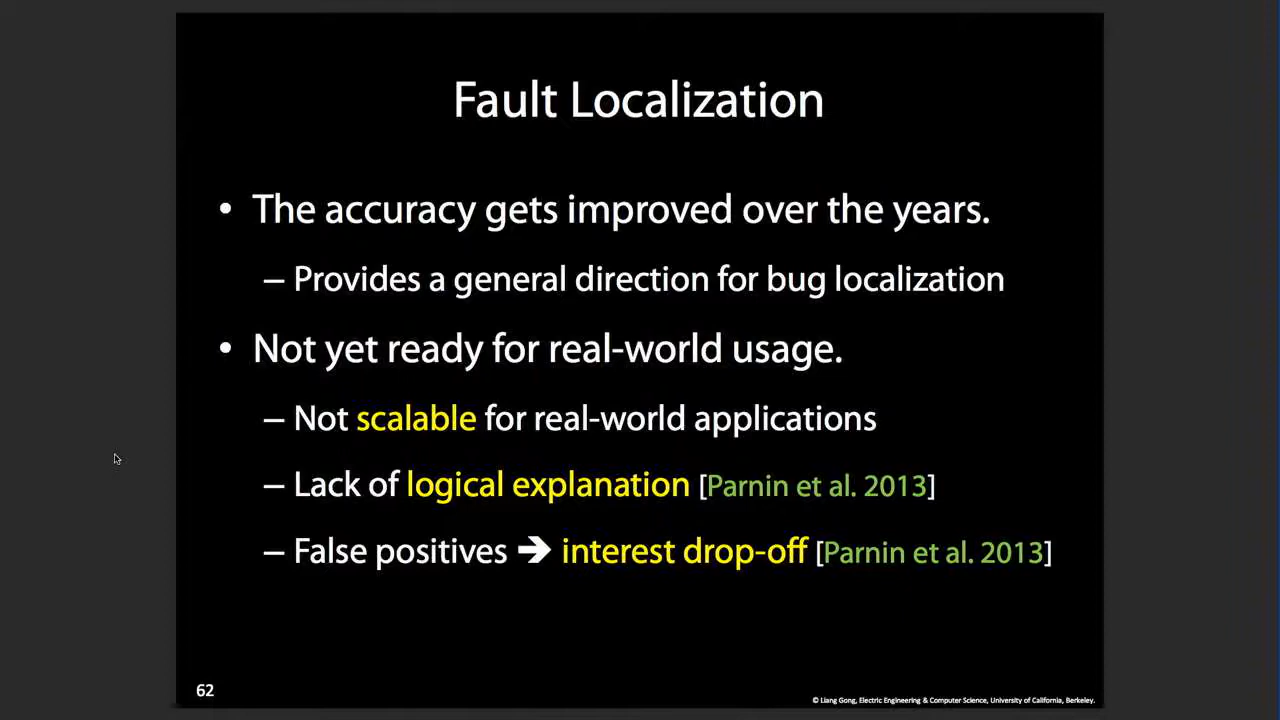 Fault Localization
• The accuracy gets improved over the years.
– Provides a general direction for bug localization
• Not yet ready for real-world usage.
– Not scalable for real-world applications
– Lack of logical explanation [Parnin et al. 2013]
– False positives ➔ interest drop-off [Parnin et al. 2013]
62
© Liang Gong, Electric Engineering & Computer Science, University of California, Berkeley.